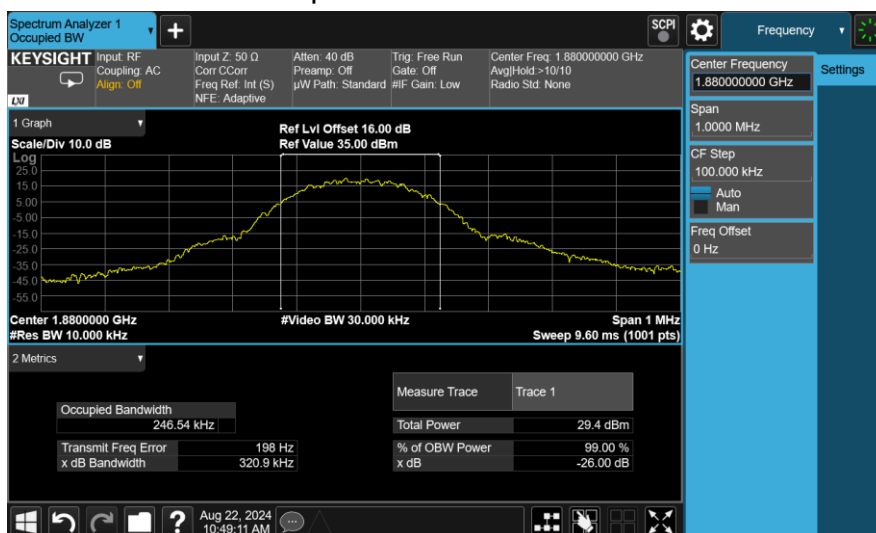 Spectrum Analyzer 1
Occupied BW
+
SCPI
Frequency
KEYSIGHT
LXI
Input: RF
Coupling: AC
Align: Off
Input Z: 50 Ω
Corr CCorr
Freq Ref: Int (S)
NFE: Adaptive
Atten: 40 dB
Preamp: Off
µW Path: Standard
Trig: Free Run
Gate: Off
#IF Gain: Low
Center Freq: 1.880000000 GHz
Avg|Hold:>10/10
Radio Std: None
Center Frequency
1.880000000 GHz
Settings
Span
1.0000 MHz
CF Step
100.000 kHz
Auto
Man
Freq Offset
0 Hz
1 Graph
Scale/Div 10.0 dB
Ref Lvl Offset 16.00 dB
Ref Value 35.00 dBm
Log
25.0
15.0
5.00
-5.00
-15.0
-25.0
-35.0
-45.0
-55.0
Center 1.8800000 GHz
#Video BW 30.000 kHz
Span 1 MHz
#Res BW 10.000 kHz
Sweep 9.60 ms (1001 pts)
2 Metrics
Measure Trace Trace 1
Occupied Bandwidth
246.54 kHz
Total Power 29.4 dBm
Transmit Freq Error 198 Hz
% of OBW Power 99.00 %
x dB Bandwidth 320.9 kHz
x dB -26.00 dB
?
Aug 22, 2024
10:49:11 AM